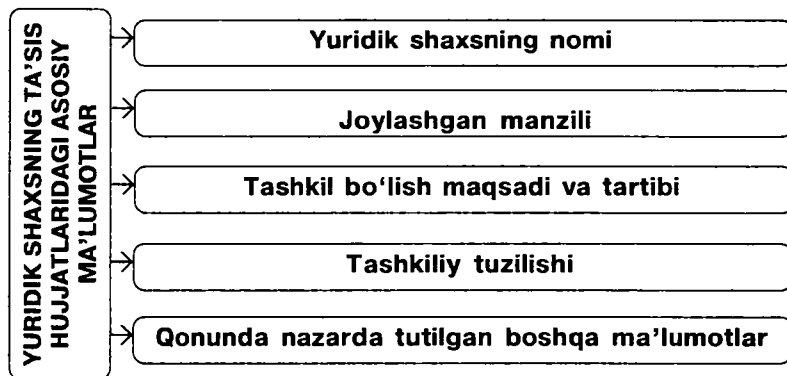 YURIDIK SHAXSNING TA'SIS
HUJJATLARIDAGI ASOSIY
MA'LUMOTLAR
Yuridik shaxsning nomi
Joylashgan manzili
Tashkil bo‘lish maqsadi va tartibi
Tashkiliy tuzilishi
Qonunda nazarda tutilgan boshqa ma'lumotlar